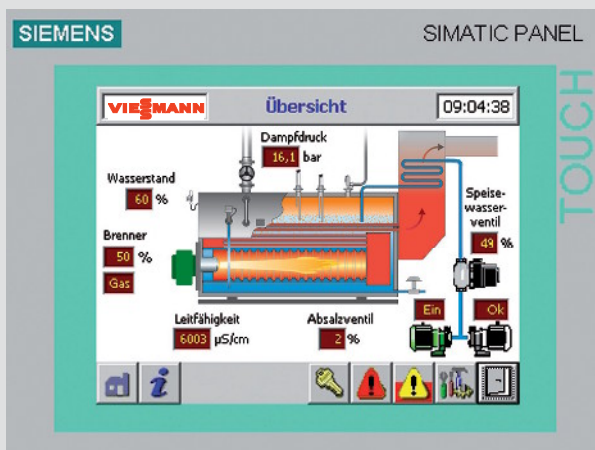 SIEMENS
SIMATIC PANEL
TOUCH
VIESSMANN
Übersicht
09:04:38
Dampfdruck
16,1 bar
Wasserstand
60 %
Speise-
wasser-
ventil
49 %
Brenner
50 %
Gas
Leitfähigkeit
6003 µS/cm
Absalzventil
2 %
Ein
Ok